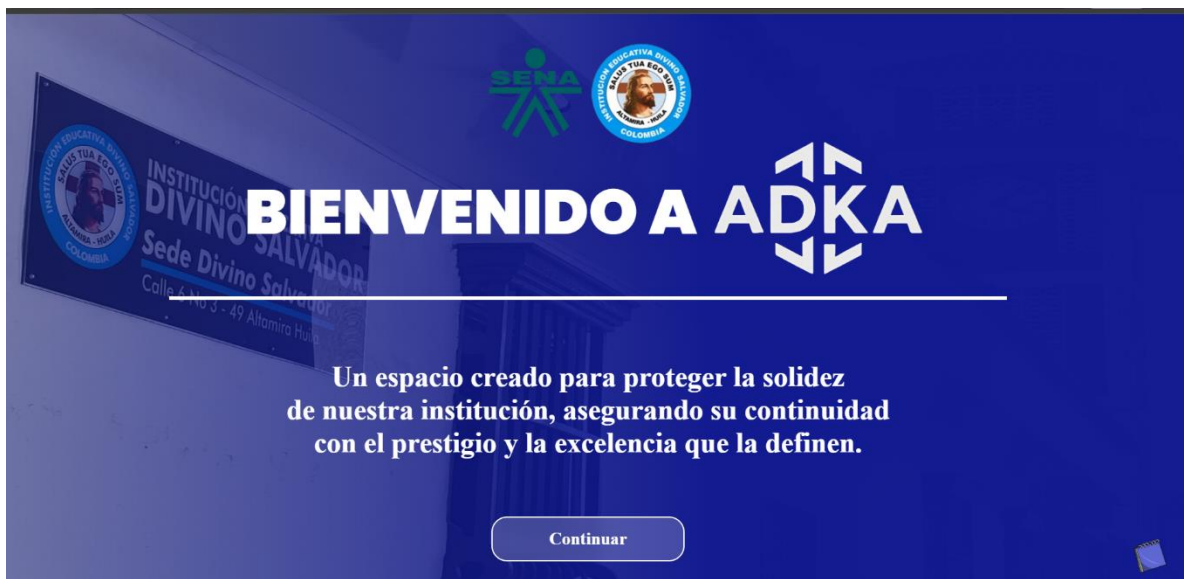 SENA
INSTITUCIÓN EDUCATIVA DIVINO SALVADOR
SALUS TUA EGO SUM
ALTAMIRA - HUILA
COLOMBIA
INSTITUCIÓN EDUCATIVA DIVINO SALVADOR
SALUS TUA EGO SUM
ALTAMIRA - HUILA
COLOMBIA
INSTITUCIÓN
DIVINO SALVADOR
Sede Divino Salvador
Calle 6 No 3 - 49 Altamira Huila
BIENVENIDO A ADKA
Un espacio creado para proteger la solidez
de nuestra institución, asegurando su continuidad
con el prestigio y la excelencia que la definen.
Continuar